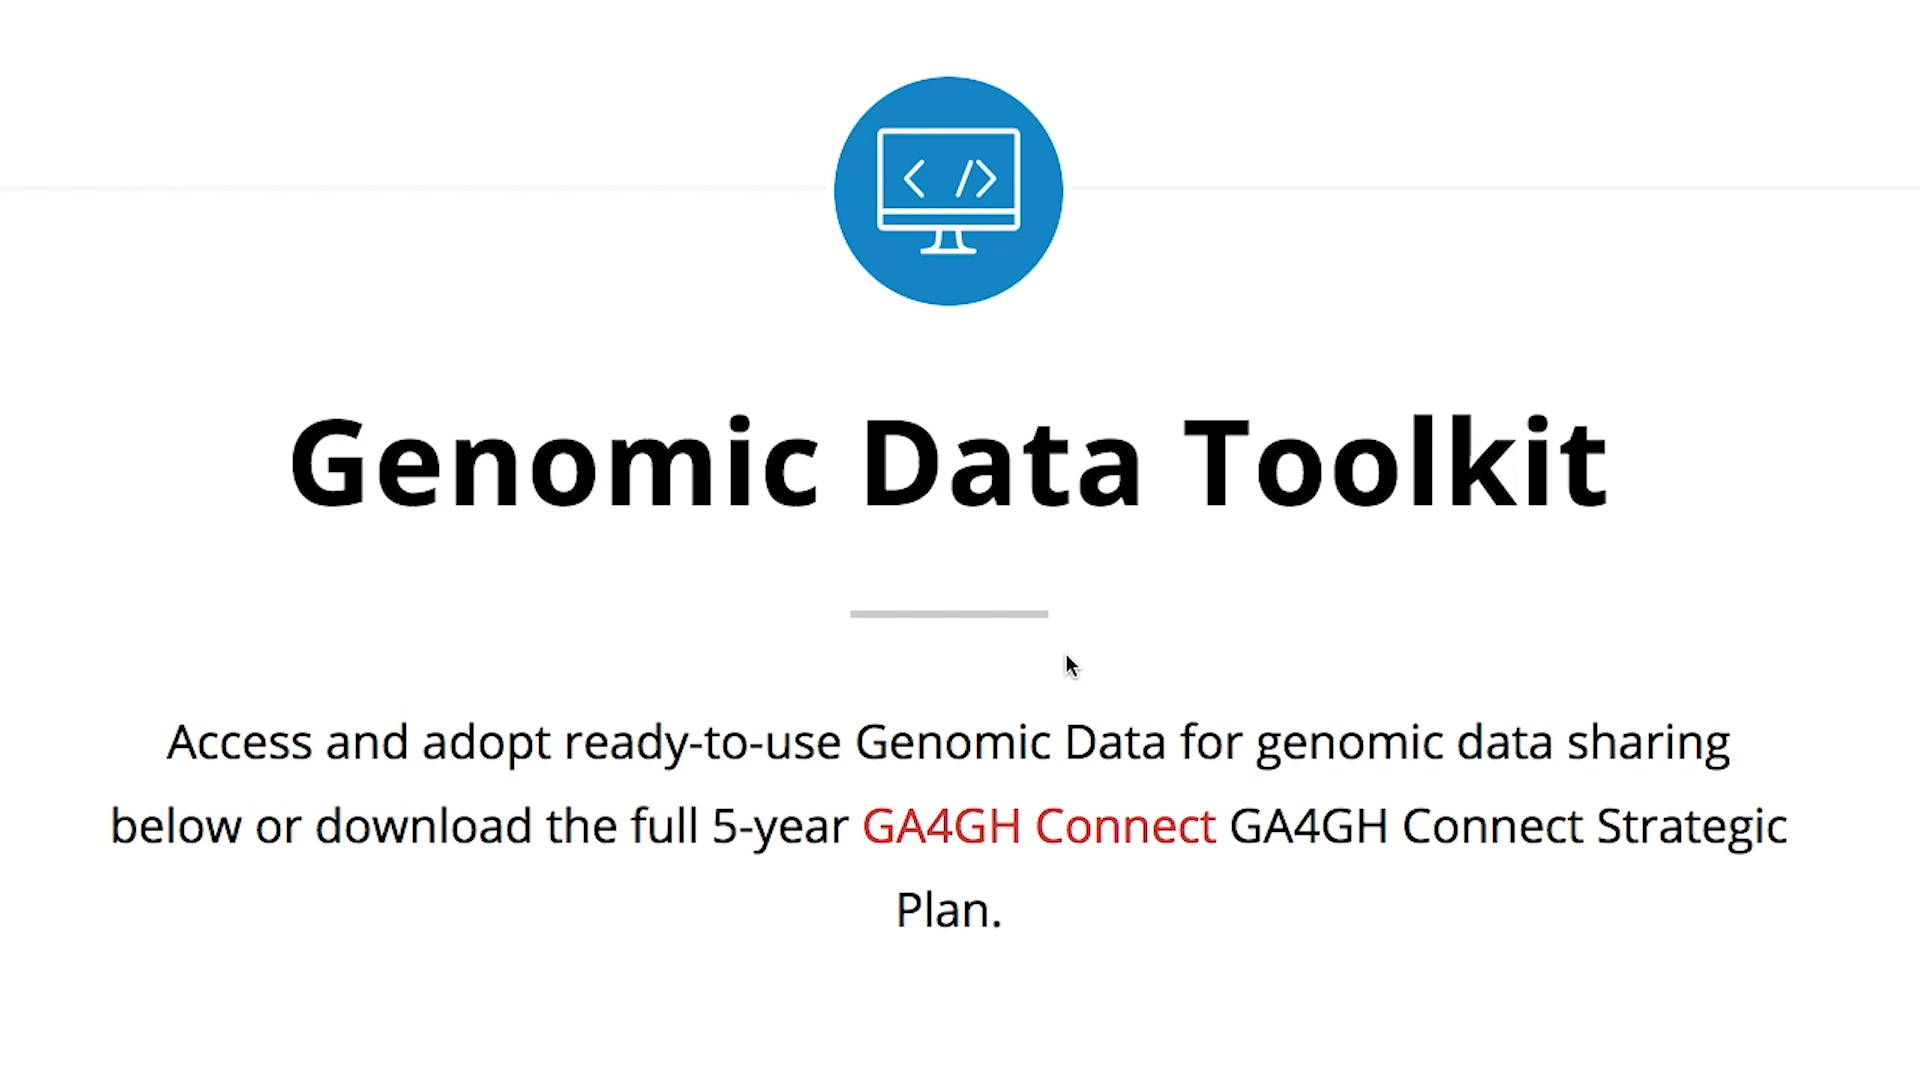 Genomic Data Toolkit
Access and adopt ready-to-use Genomic Data for genomic data sharing
below or download the full 5-year GA4GH Connect GA4GH Connect Strategic
Plan.